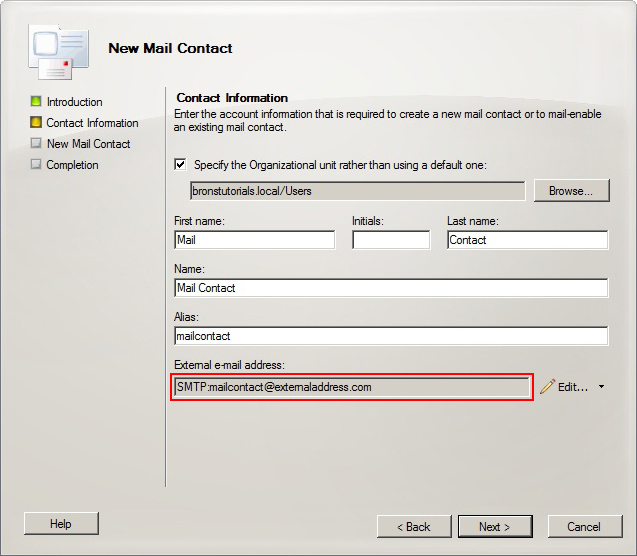 New Mail Contact
Introduction
Contact Information
New Mail Contact
Completion
Contact Information
Enter the account information that is required to create a new mail contact or to mail-enable
an existing mail contact.
Specify the Organizational unit rather than using a default one:
bronstutorials.local/Users
Browse...
First name:
Initials:
Last name:
Mail
Contact
Name:
Mail Contact
Alias:
mailcontact
External e-mail address:
SMTP:mailcontact@externaladdress.com
Edit...
Help
< Back
Next >
Cancel